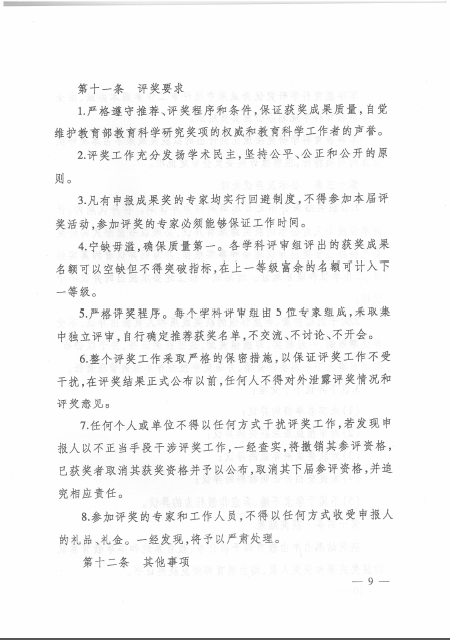 第十一条　评奖要求
1.严格遵守推荐、评奖程序和条件,保证获奖成果质量,自觉
维护教育部教育科学研究奖项的权威和教育科学工作者的声誉。
2.评奖工作充分发扬学术民主,坚持公平、公正和公开的原
则。
3.凡有申报成果奖的专家均实行回避制度,不得参加本届评
奖活动,参加评奖的专家必须能够保证工作时间。
4.宁缺毋滥,确保质量第一。各学科评审组评出的获奖成果
名额可以空缺但不得突破指标,在上一等级富余的名额可计入下
一等级。
5.严格评奖程序。每个学科评审组由5位专家组成,采取集
中独立评审,自行确定推荐获奖名单,不交流、不讨论、不开会。
6.整个评奖工作采取严格的保密措施,以保证评奖工作不受
干扰,在评奖结果正式公布以前,任何人不得对外泄露评奖情况和
评奖意见。
7.任何个人或单位不得以任何方式干扰评奖工作,若发现申
报人以不正当手段干涉评奖工作,一经查实,将撤销其参评资格,
已获奖者取消其获奖资格并予以公布,取消其下届参评资格,并追
究相应责任。
8.参加评奖的专家和工作人员,不得以任何方式收受申报人
的礼品、礼金。一经发现,将予以严肃处理。
第十二条　其他事项
— 9 —